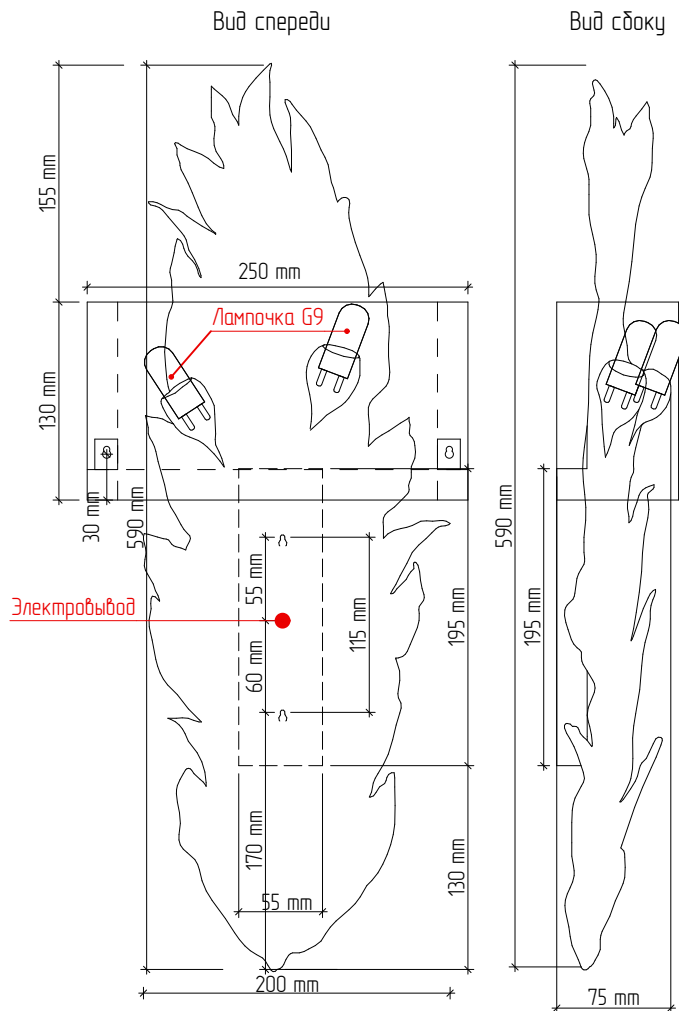 Вид спереди
Вид сбоку
155 mm
250 mm
Лампочка G9
130 mm
30 mm
590 mm
590 mm
55 mm
Электровывод
115 mm
195 mm
195 mm
60 mm
170 mm
130 mm
55 mm
200 mm
75 mm